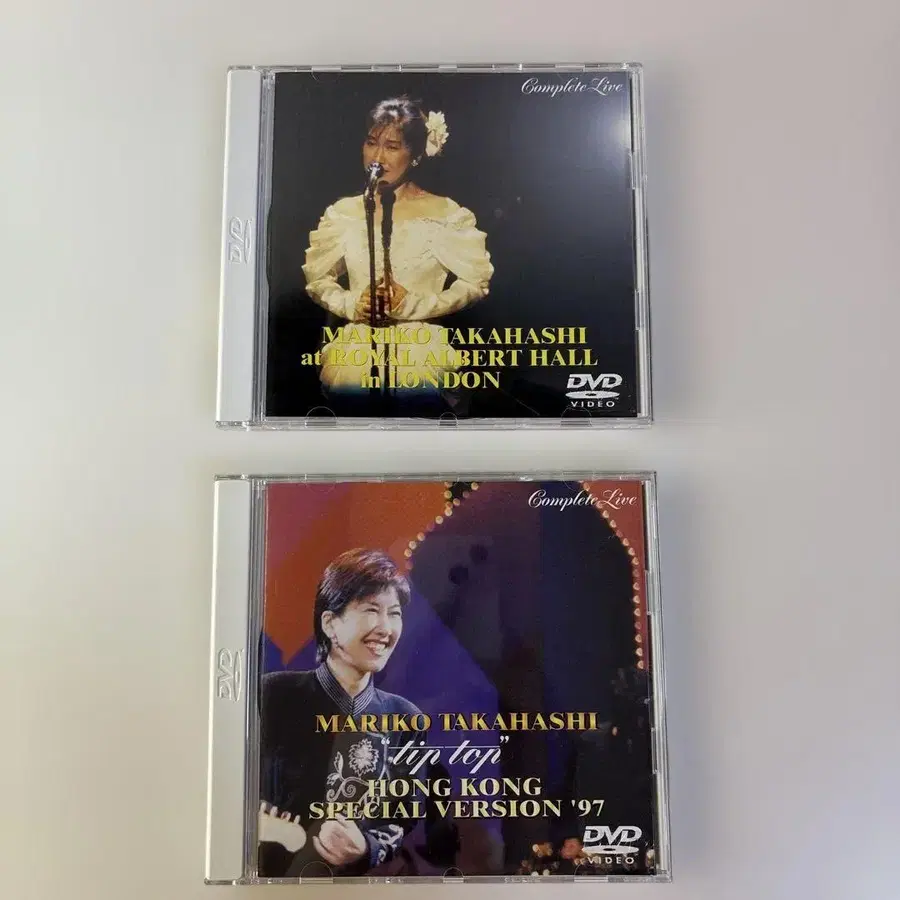 Complete Live
DVD
MARIKO TAKAHASHI
at ROYAL ALBERT HALL
in LONDON
DVD
VIDEO
Complete Live
DVD
MARIKO TAKAHASHI
"tip top"
HONG KONG
SPECIAL VERSION '97
DVD
VIDEO